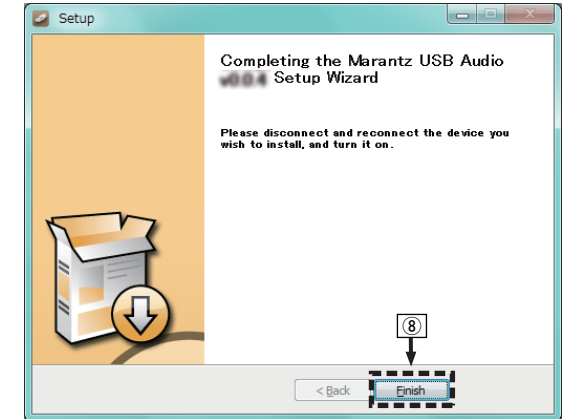 Setup
Completing the Marantz USB Audio
Setup Wizard
Please disconnect and reconnect the device you
wish to install, and turn it on.
⑧
< Back Finish